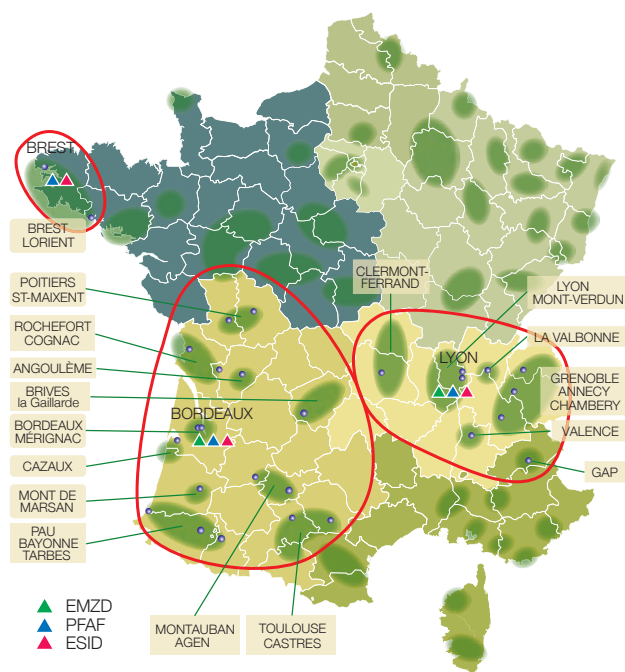 BREST
BREST
LORIENT
POITIERS
ST-MAIXENT
ROCHEFORT
COGNAC
ANGOULÊME
BRIVES
la Gaillarde
BORDEAUX
BORDEAUX
MÉRIGNAC
CAZAUX
MONT DE
MARSAN
PAU
BAYONNE
TARBES
CLERMONT-
FERRAND
LYON
MONT-VERDUN
LYON
LA VALBONNE
GRENOBLE
ANNECY
CHAMBERY
VALENCE
GAP
EMZD
PFAF
ESID
MONTAUBAN
AGEN
TOULOUSE
CASTRES